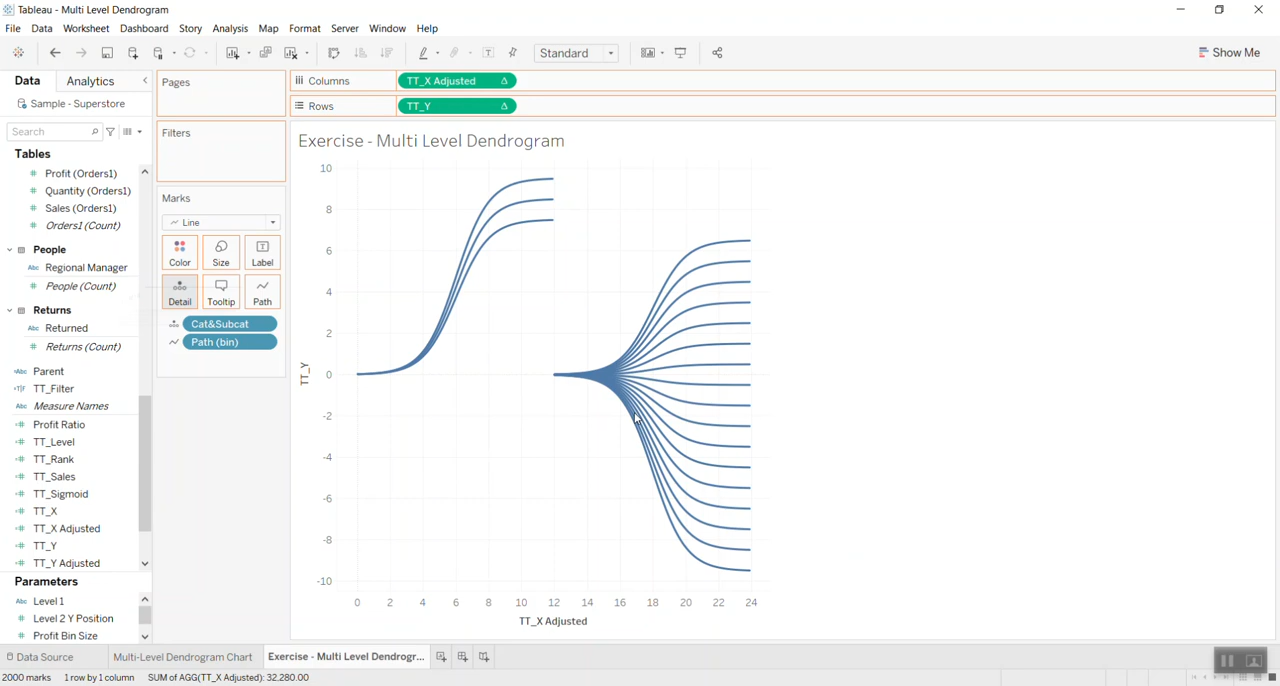 Tableau - Multi Level Dendrogram
File Data Worksheet Dashboard Story Analysis Map Format Server Window Help
Standard
Show Me
Data
Analytics
Sample - Superstore
Search
Tables
Profit (Orders1)
Quantity (Orders1)
Sales (Orders1)
Orders1 (Count)
People
Abc Regional Manager
People (Count)
Returns
Abc Returned
Returns (Count)
Abc Parent
T|F TT_Filter
Abc Measure Names
Profit Ratio
TT_Level
TT_Rank
TT_Sales
TT_Sigmoid
TT_X
TT_X Adjusted
TT_Y
TT_Y Adjusted
Parameters
Abc Level 1
Level 2 Y Position
Profit Bin Size
Pages
Filters
Marks
Line
Color
Size
Label
Detail
Tooltip
Path
Cat&Subcat
Path (bin)
Columns
TT_X Adjusted
Rows
TT_Y
Exercise - Multi Level Dendrogram
10
8
6
4
2
0
-2
-4
-6
-8
-10
TT_Y
0 2 4 6 8 10 12 14 16 18 20 22 24
TT_X Adjusted
Data Source
Multi-Level Dendrogram Chart
Exercise - Multi Level Dendrogr...
2000 marks 1 row by 1 column SUM of AGG(TT_X Adjusted): 32,280.00